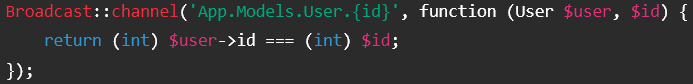 Broadcast::channel('App.Models.User.{id}', function (User $user, $id) {
    return (int) $user->id === (int) $id;
});